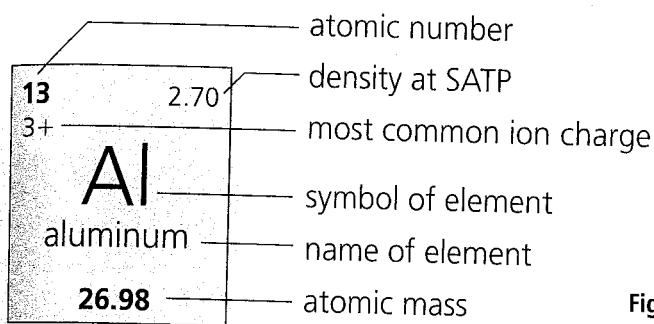 atomic number
13 2.70 density at SATP
3+ most common ion charge
Al symbol of element
aluminum name of element
26.98 atomic mass
Fig